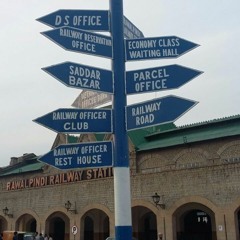 D S OFFICE
RAILWAY RESERVATION
OFFICE
ECONOMY CLASS
WAITING HALL
SADDAR
BAZAR
PARCEL
OFFICE
RAILWAY OFFICER
CLUB
RAILWAY
ROAD
RAILWAY OFFICER
REST HOUSE
RAWALPINDI RAILWAY STA